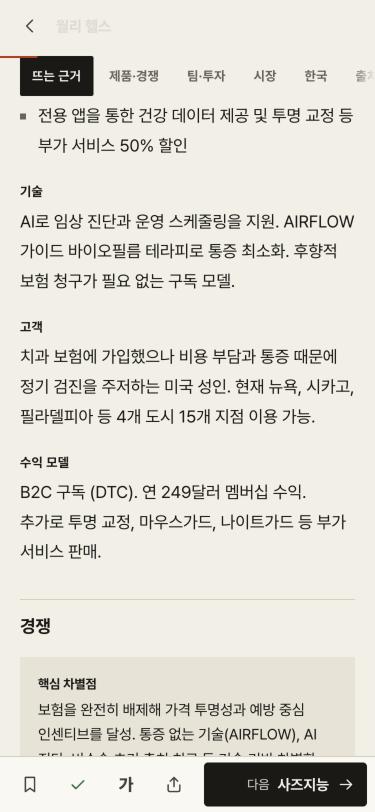 월리 헬스
뜨는 근거 제품·경쟁 팀·투자 시장 한국
전용 앱을 통한 건강 데이터 제공 및 투명 교정 등
부가 서비스 50% 할인
기술
AI로 임상 진단과 운영 스케줄링을 지원. AIRFLOW
가이드 바이오필름 테라피로 통증 최소화. 후향적
보험 청구가 필요 없는 구독 모델.
고객
치과 보험에 가입했으나 비용 부담과 통증 때문에
정기 검진을 주저하는 미국 성인. 현재 뉴욕, 시카고,
필라델피아 등 4개 도시 15개 지점 이용 가능.
수익 모델
B2C 구독 (DTC). 연 249달러 멤버십 수익.
추가로 투명 교정, 마우스가드, 나이트가드 등 부가
서비스 판매.
경쟁
핵심 차별점
보험을 완전히 배제해 가격 투명성과 예방 중심
인센티브를 달성. 통증 없는 기술(AIRFLOW), AI
가 다음 사즈지능